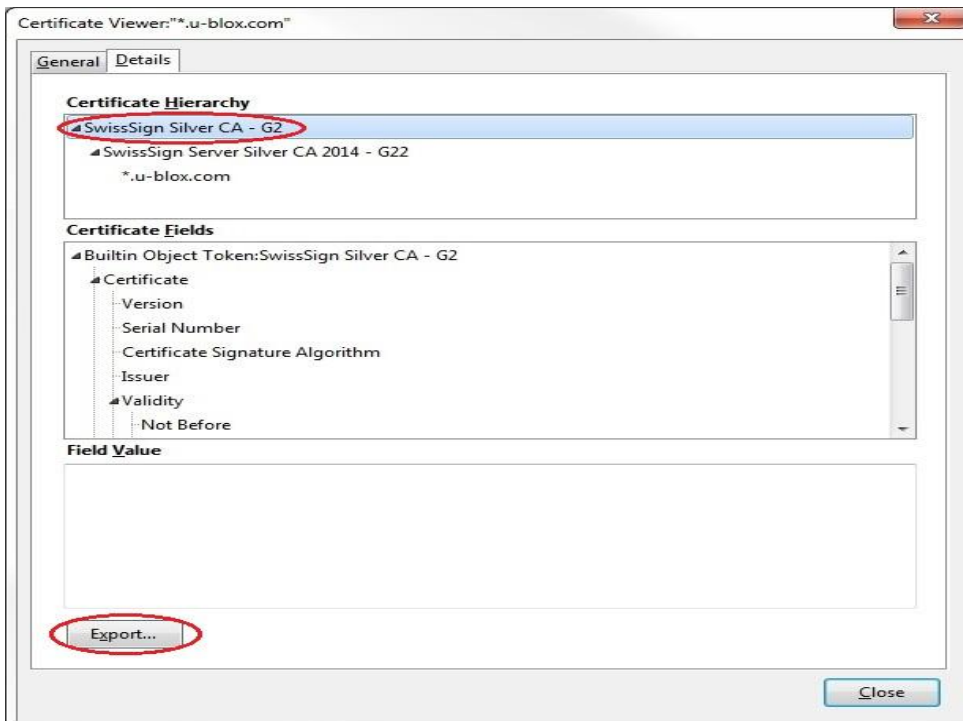 Certificate Viewer:"*.u-blox.com"
General Details
Certificate Hierarchy
SwissSign Silver CA - G2
SwissSign Server Silver CA 2014 - G22
*.u-blox.com
Certificate Fields
Builtin Object Token:SwissSign Silver CA - G2
Certificate
Version
Serial Number
Certificate Signature Algorithm
Issuer
Validity
Not Before
Field Value
Export...
Close